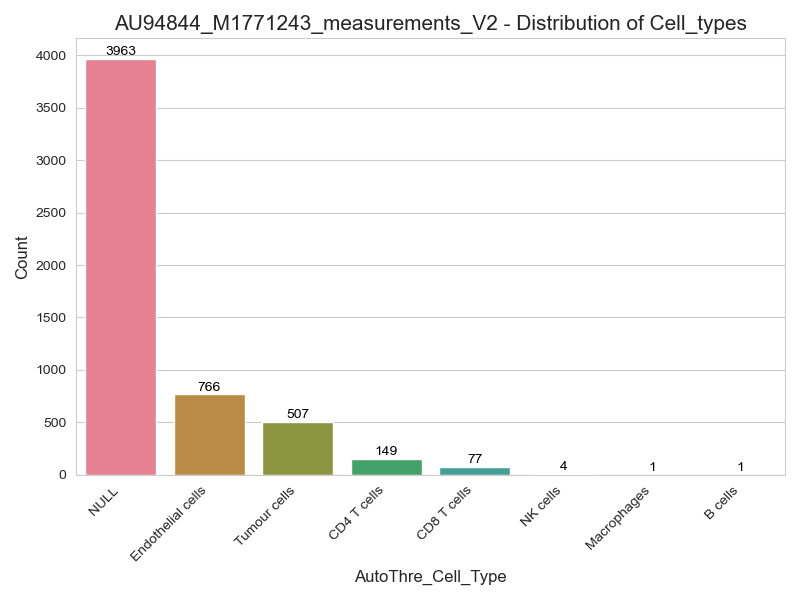 AU94844_M1771243_measurements_V2 - Distribution of Cell_types
Count
4000
3500
3000
2500
2000
1500
1000
500
0
3963
766
507
149
77
4
1
1
NULL
Endothelial cells
Tumour cells
CD4 T cells
CD8 T cells
NK cells
Macrophages
B cells
AutoThre_Cell_Type